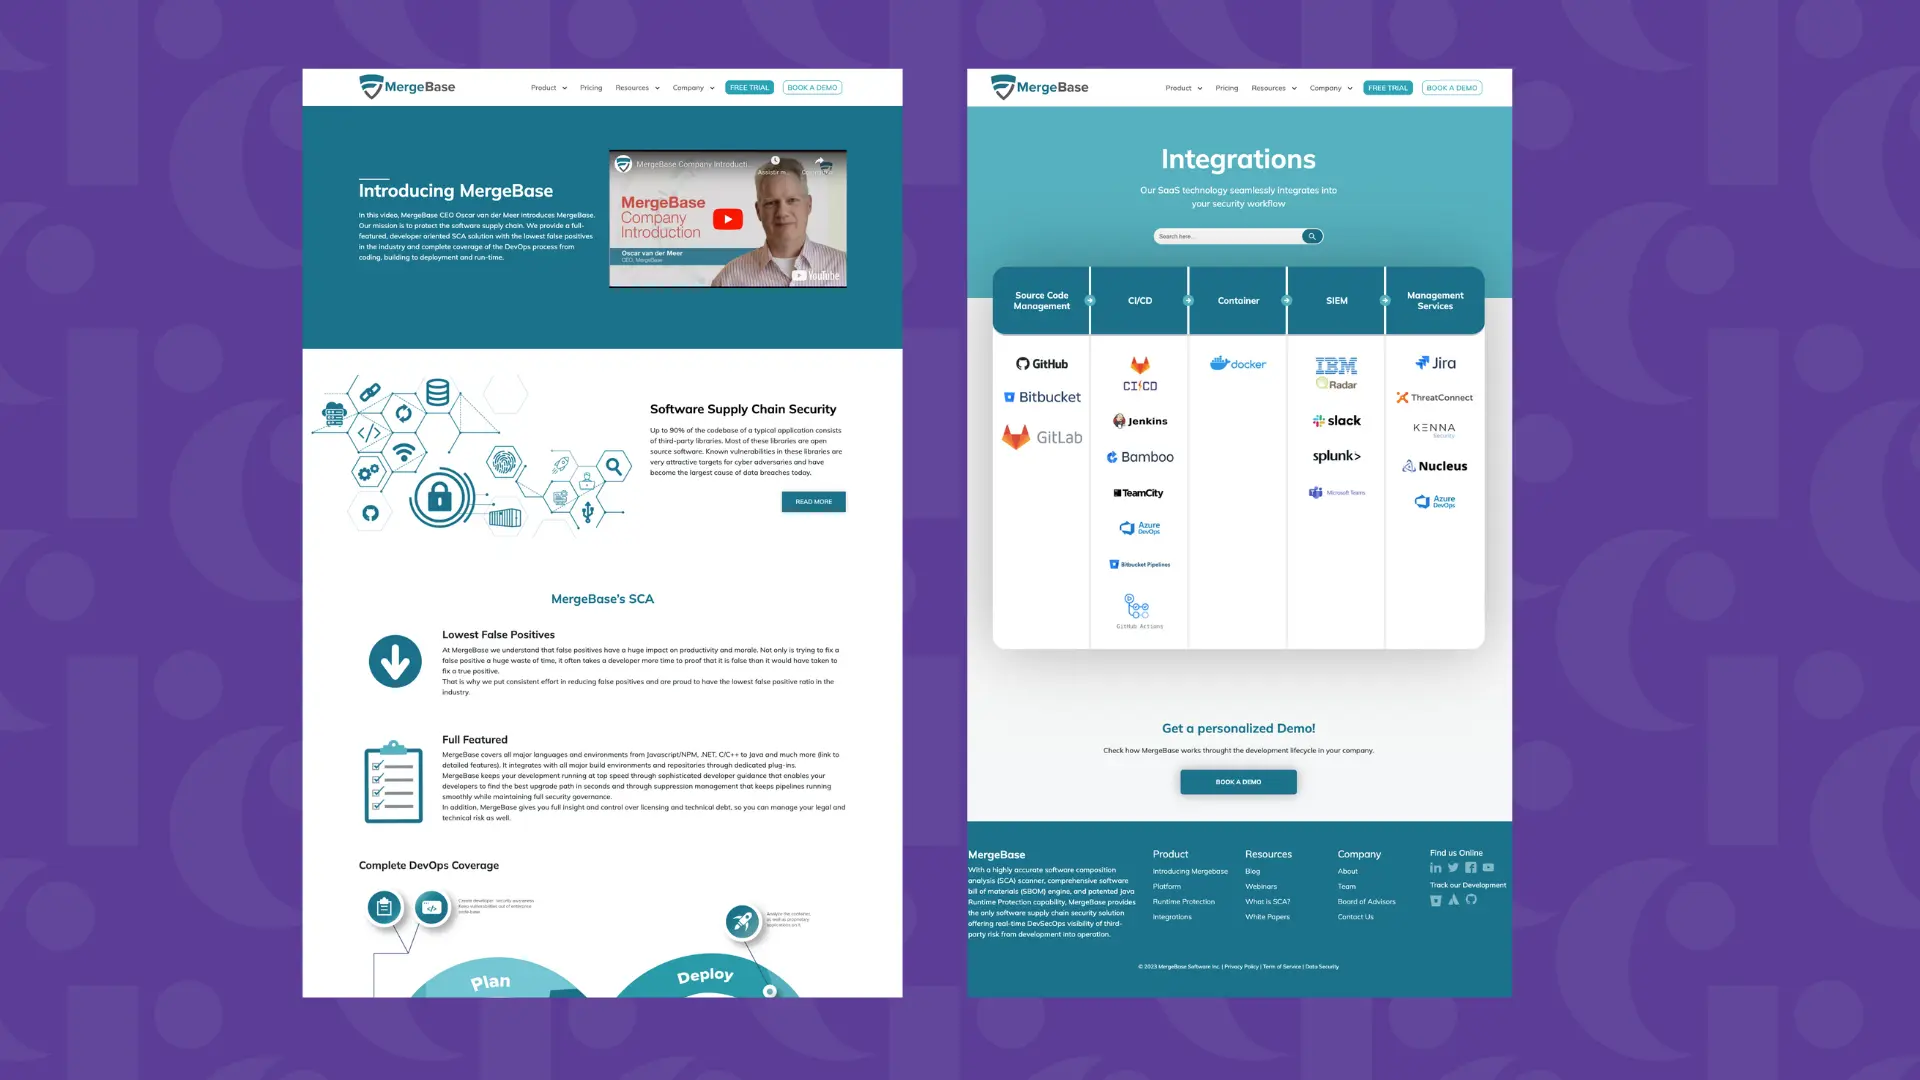 MergeBase
Product
Pricing
Resources
Company
FREE TRIAL
BOOK A DEMO
Introducing MergeBase
In this video, MergeBase CEO Oscar van der Meer introduces MergeBase.
Our mission is to protect the software supply chain. We provide a full-
featured, developer oriented SCA solution with the lowest false positives
in the industry and complete coverage of the DevOps process from
coding, building to deployment and run-time.
MergeBase Company Introducti...
MergeBase
Company
Introduction
Oscar van der Meer
CEO, MergeBase
YouTube
Software Supply Chain Security
Up to 90% of the codebase of a typical application consists
of third-party libraries. Most of these libraries are open
source software. Known vulnerabilities in these libraries are
very attractive targets for cyber adversaries and have
become the largest cause of data breaches today.
READ MORE
MergeBase's SCA
Lowest False Positives
At MergeBase we understand that false positives have a huge impact on productivity and morale. Not only is trying to fix a
false positive a huge waste of time, it often takes a developer more time to proof that it is false than it would have taken to
fix a true positive.
That is why we put consistent effort in reducing false positives and are proud to have the lowest false positive ratio in the
industry.
Full Featured
MergeBase covers all major languages and environments from Javascript/NPM, .NET, C/C++ to Java and much more (link to
detailed features). It integrates with all major build environments and repositories through dedicated plug-ins.
MergeBase keeps your development running at top speed through sophisticated developer guidance that enables your
developers to find the best upgrade path in seconds and through suppression management that keeps pipelines running
smoothly while maintaining full security governance.
In addition, MergeBase gives you full insight and control over licensing and technical debt, so you can manage your legal and
technical risk as well.
Complete DevOps Coverage
Plan
Deploy
MergeBase
Product
Pricing
Resources
Company
FREE TRIAL
BOOK A DEMO
Integrations
Our SaaS technology seamlessly integrates into
your security workflow
Search here...
Source Code
Management
CI/CD
Container
SIEM
Management
Services
GitHub
Bitbucket
GitLab
CI/CD
Jenkins
Bamboo
TeamCity
Azure
DevOps
Bitbucket Pipelines
GitHub Actions
docker
IBM
Radar
slack
splunk>
Microsoft Teams
Jira
ThreatConnect
KENNA
Security
Nucleus
Azure
DevOps
Get a personalized Demo!
Check how MergeBase works throught the development lifecycle in your company.
BOOK A DEMO
MergeBase
With a highly accurate software composition
analysis (SCA) scanner, comprehensive software
bill of materials (SBOM) engine, and patented Java
Runtime Protection capability, MergeBase provides
the only software supply chain security solution
offering real-time DevSecOps visibility of third-
party risk from development into operation.
Product
Introducing Mergebase
Platform
Runtime Protection
Integrations
Resources
Blog
Webinars
What is SCA?
White Papers
Company
About
Team
Board of Advisors
Contact Us
Find us Online
Track our Development
© 2023 MergeBase Software Inc. | Privacy Policy | Term of Service | Data Security